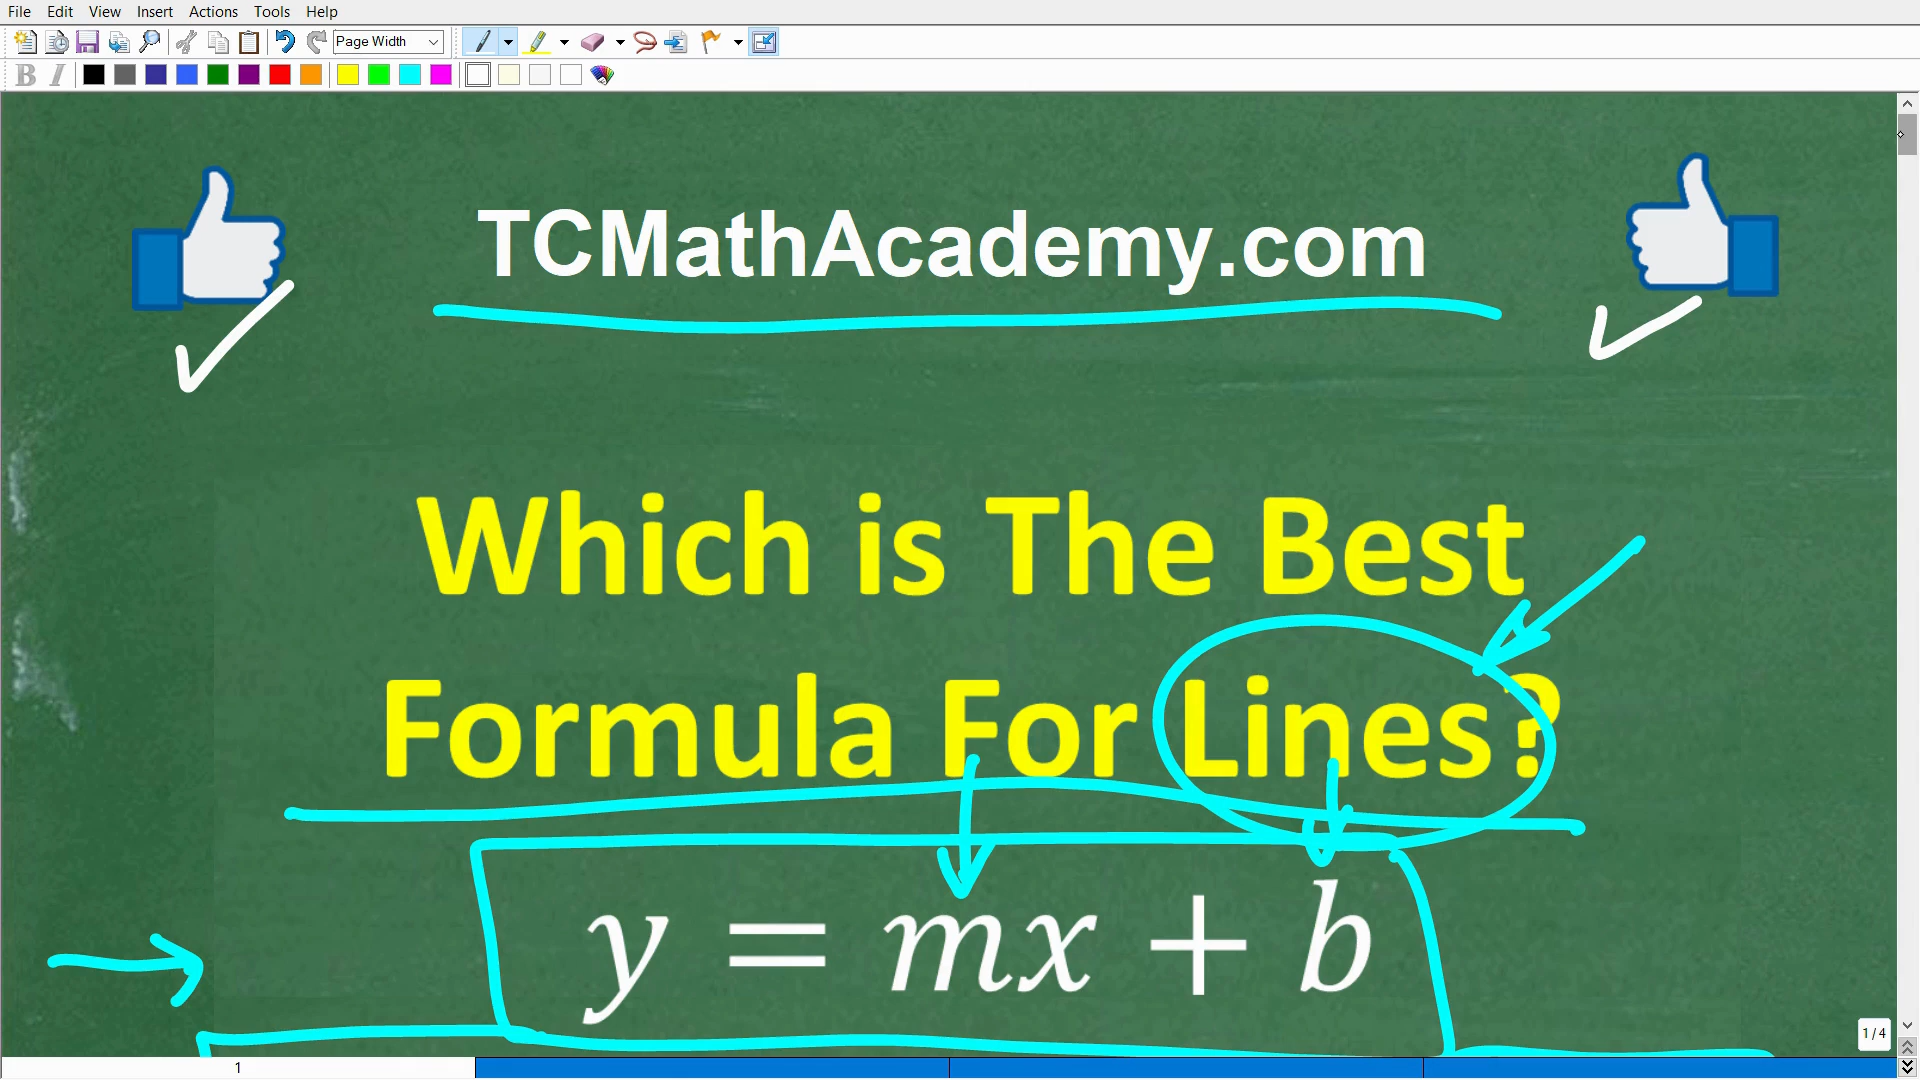 File Edit View Insert Actions Tools Help
Page Width
B I
TCMathAcademy.com
Which is The Best
Formula For Lines?
y = mx + b
1 / 4
1